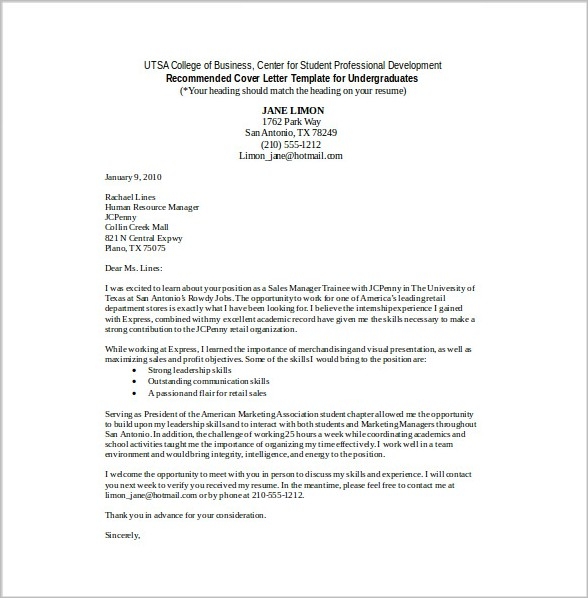 UTSA College of Business, Center for Student Professional Development
Recommended Cover Letter Template for Undergraduates
(*Your heading should match the heading on your resume)
JANE LIMON
1762 Park Way
San Antonio, TX 78249
(210) 555-1212
Limon_jane@hotmail.com
January 9, 2010
Rachael Lines
Human Resource Manager
JCPenny
Collin Creek Mall
821 N Central Expwy
Plano, TX 75075
Dear Ms. Lines:
I was excited to learn about your position as a Sales Manager Trainee with JCPenny in The University of
Texas at San Antonio's Rowdy Jobs. The opportunity to work for one of America's leading retail
department stores is exactly what I have been looking for. I believe the internship experience I gained
with Express, combined with my excellent academic record have given me the skills necessary to make a
strong contribution to the JCPenny retail organization.
While working at Express, I learned the importance of merchandising and visual presentation, as well as
maximizing sales and profit objectives. Some of the skills I would bring to the position are:
• Strong leadership skills
• Outstanding communication skills
• A passion and flair for retail sales
Serving as President of the American Marketing Association student chapter allowed me the opportunity
to build upon my leadership skills and to interact with both students and Marketing Managers throughout
San Antonio. In addition, the challenge of working 25 hours a week while coordinating academics and
school activities taught me the importance of organizing my time effectively. I work well in a team
environment and would bring integrity, intelligence, and energy to the position.
I welcome the opportunity to meet with you in person to discuss my skills and experience. I will contact
you next week to verify you received my resume. In the meantime, please feel free to contact me at
limon_jane@hotmail.com or by phone at 210-555-1212.
Thank you in advance for your consideration.
Sincerely,